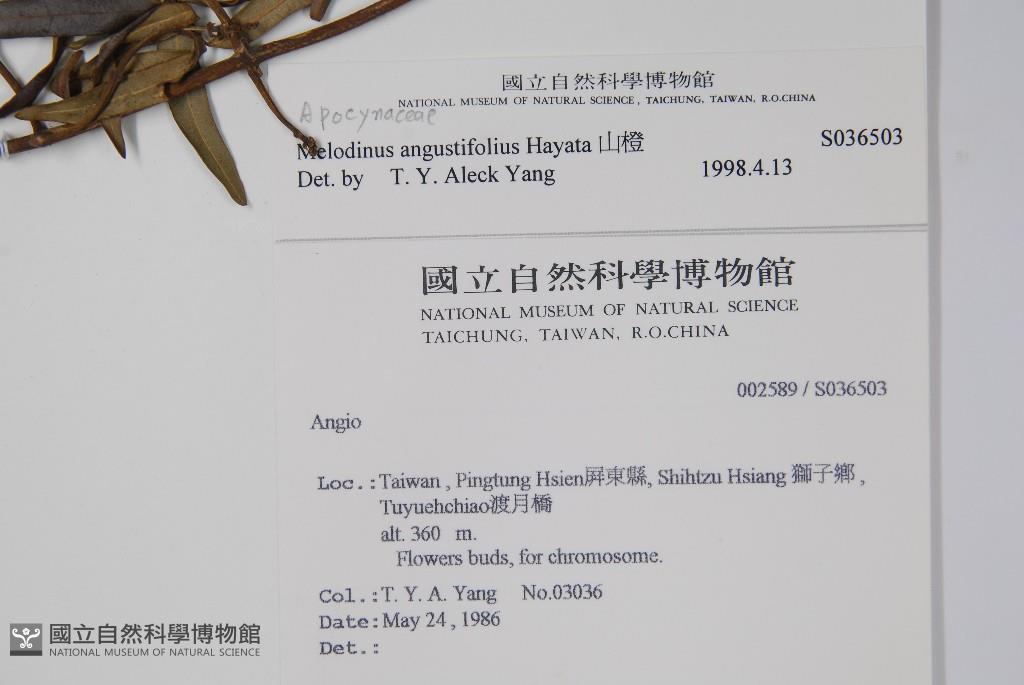 國立自然科學博物館
NATIONAL MUSEUM OF NATURAL SCIENCE, TAICHUNG, TAIWAN, R.O.CHINA
Apocynaceae
Melodinus angustifolius Hayata 山橙 S036503
Det. by T. Y. Aleck Yang 1998.4.13
國立自然科學博物館
NATIONAL MUSEUM OF NATURAL SCIENCE
TAICHUNG, TAIWAN, R.O.CHINA
002589 / S036503
Angio
Loc.:Taiwan , Pingtung Hsien屏東縣, Shihtzu Hsiang 獅子鄉 ,
Tuyuehchiao渡月橋
alt. 360 m.
Flowers buds, for chromosome.
Col.:T. Y. A. Yang No.03036
Date:May 24 , 1986
Det.:
國立自然科學博物館
NATIONAL MUSEUM OF NATURAL SCIENCE